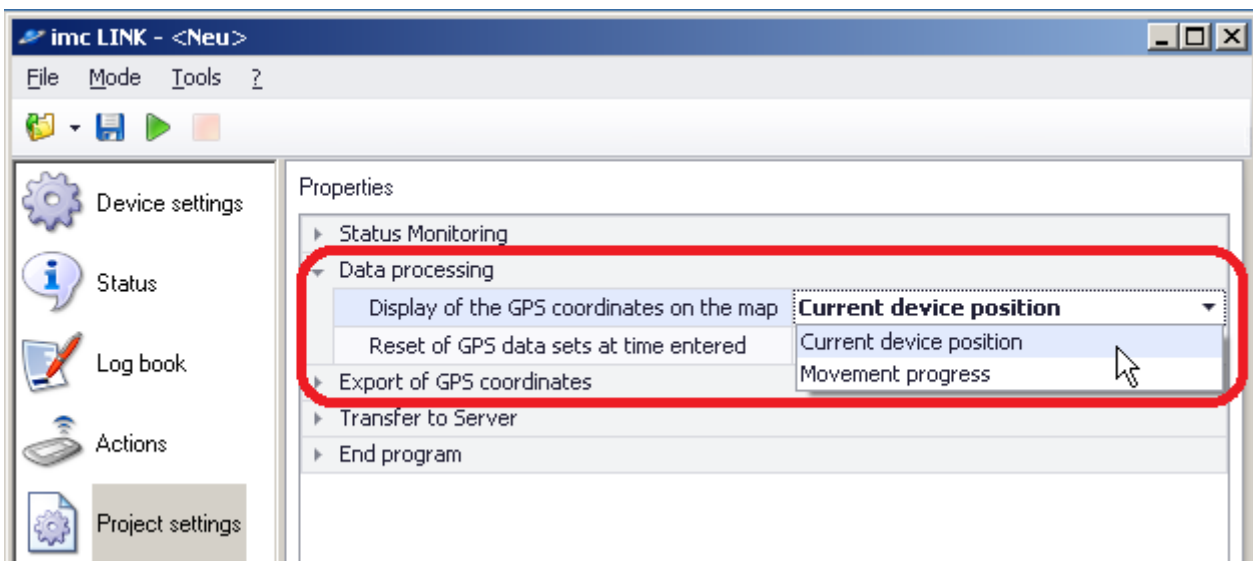 imc LINK - <Neu>
File Mode Tools ?
Device settings
Status
Log book
Actions
Project settings
Properties
Status Monitoring
Data processing
Display of the GPS coordinates on the map Current device position
Reset of GPS data sets at time entered
Current device position
Movement progress
Export of GPS coordinates
Transfer to Server
End program